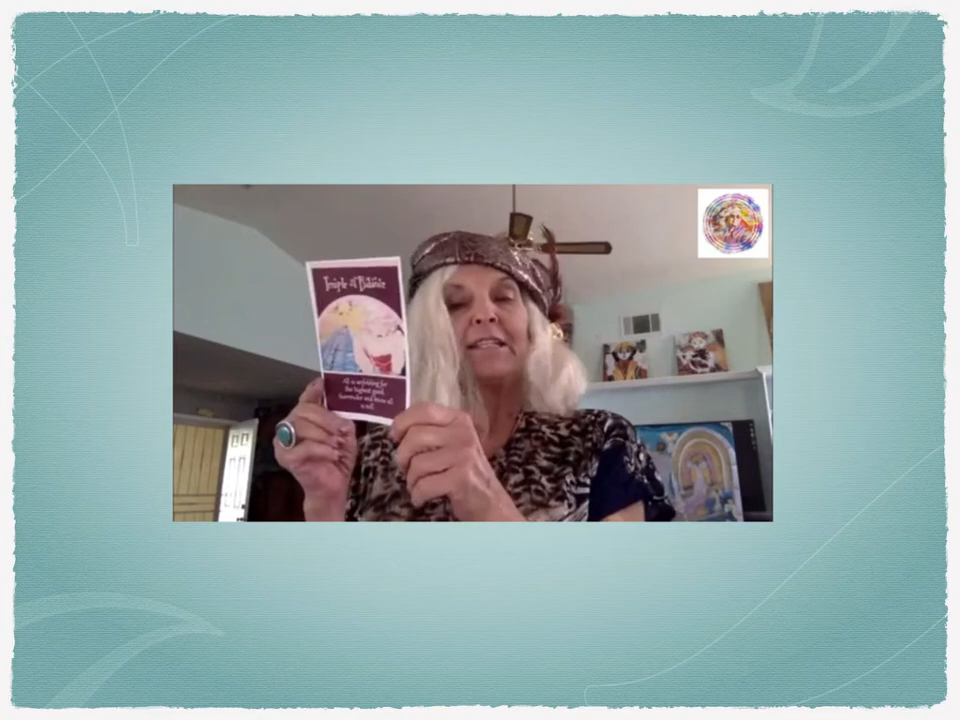 Temple of Balance
All is unfolding for
the highest good.
Surrender and know all
is well.